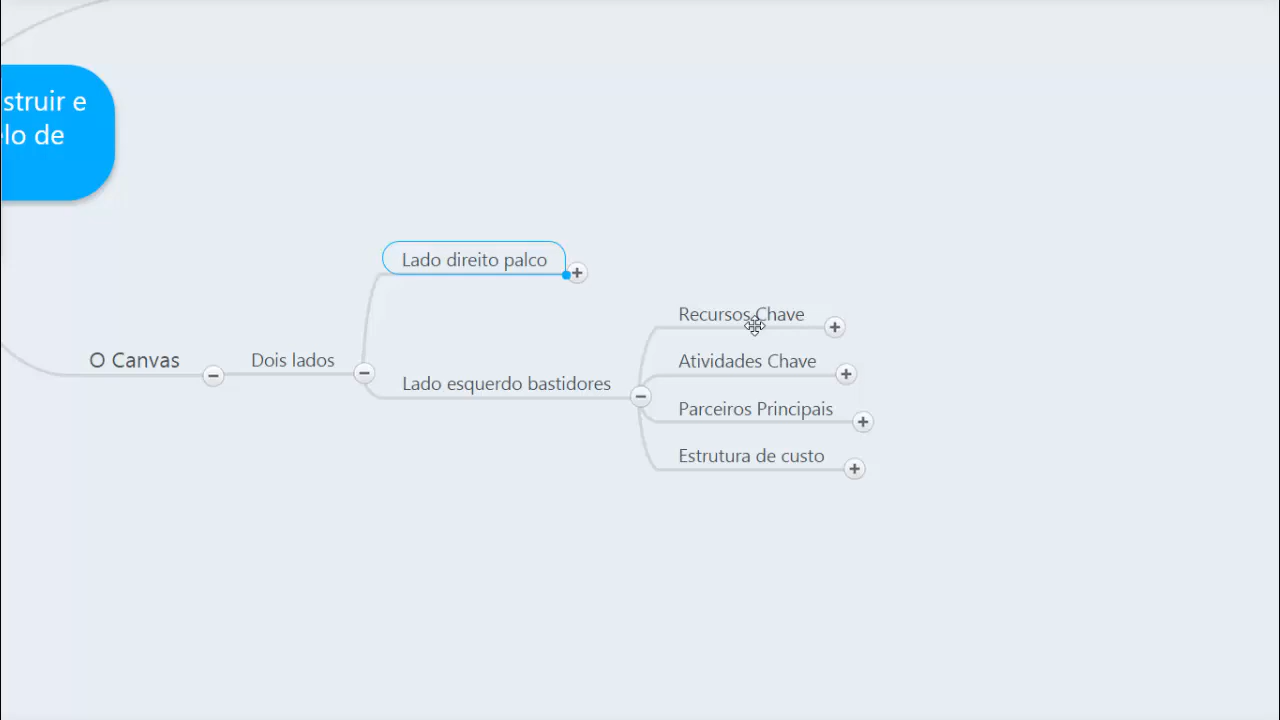 struir e
lo de
Lado direito palco
O Canvas
Dois lados
Lado esquerdo bastidores
Recursos Chave
Atividades Chave
Parceiros Principais
Estrutura de custo